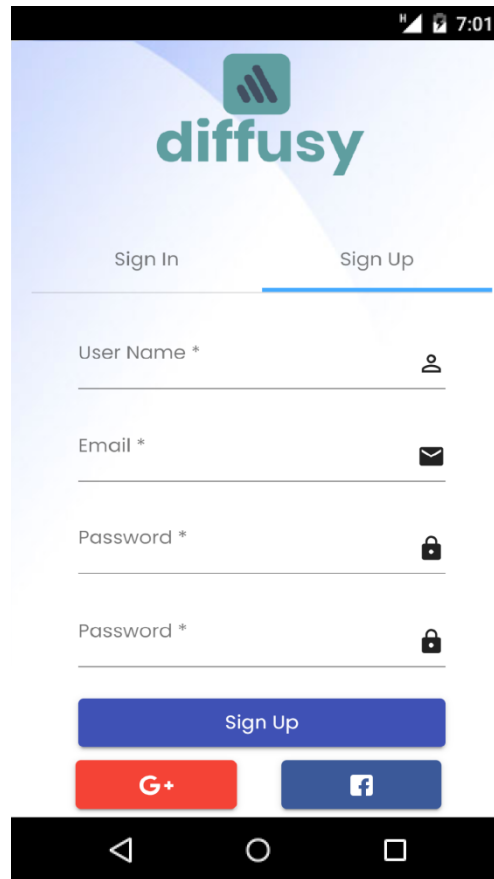 H 7:01
diffusy
Sign In Sign Up
User Name *
Email *
Password *
Password *
Sign Up
G+ f